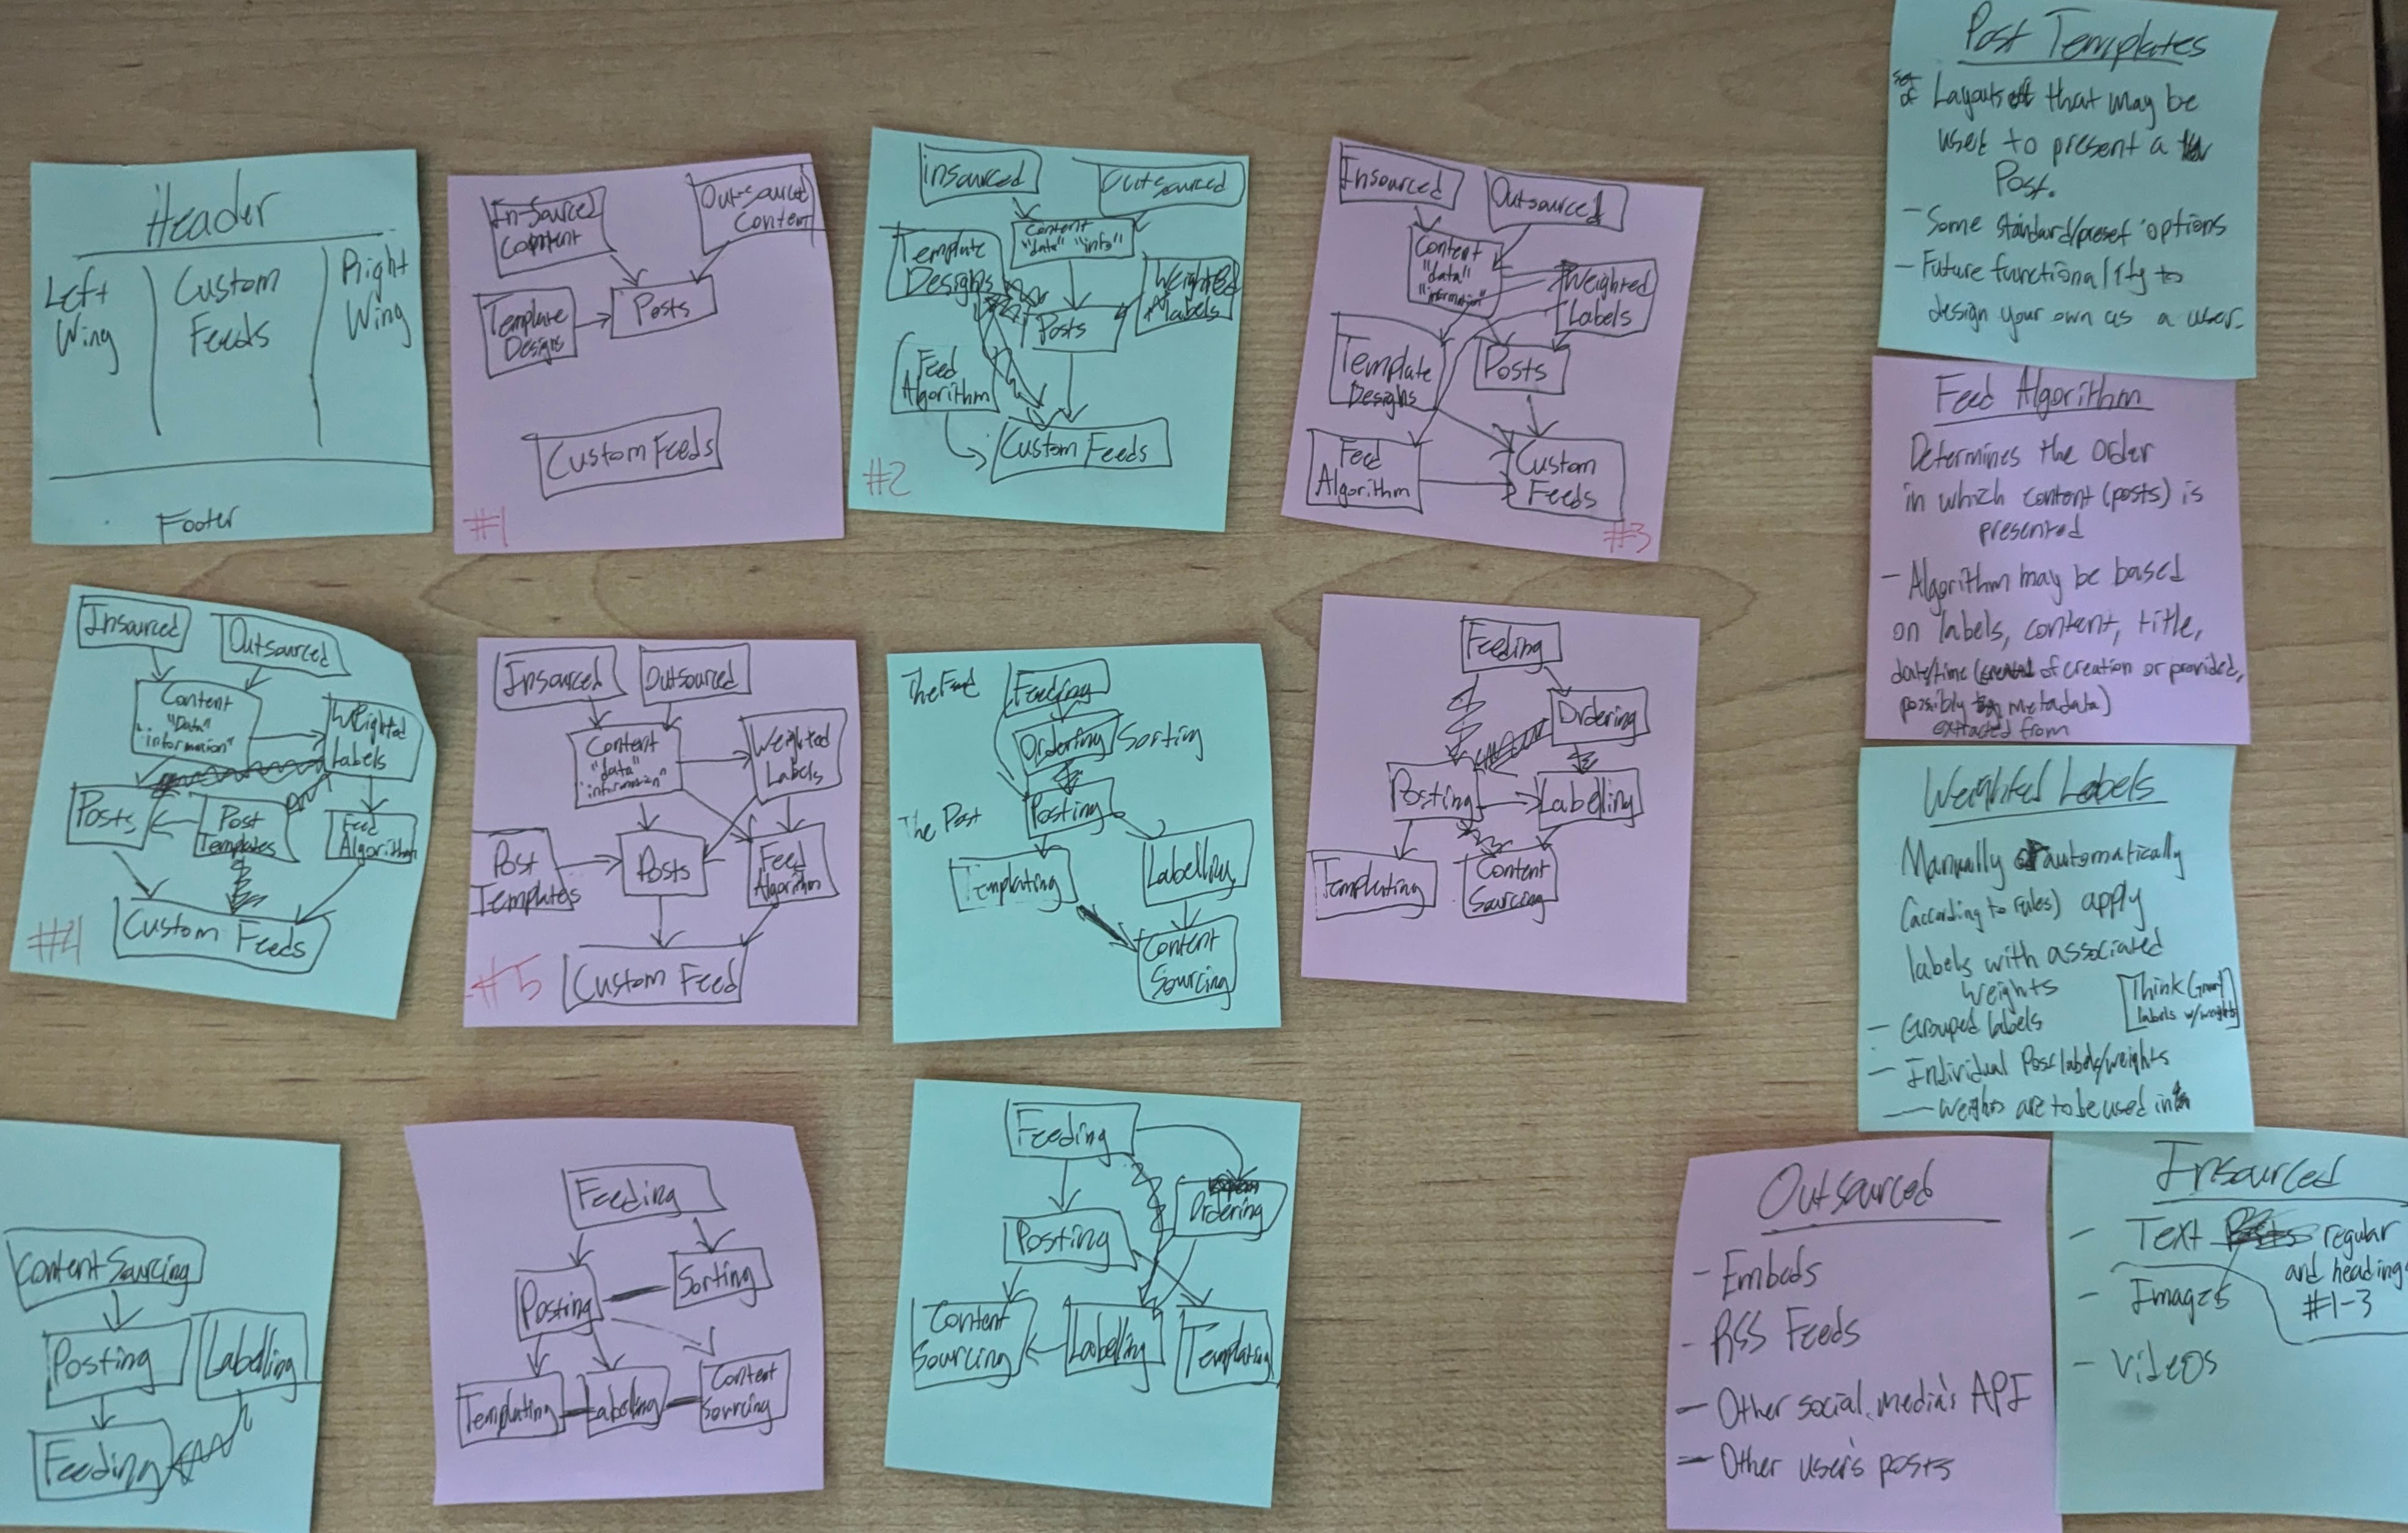 Header
Left
Wing
Custom
Feeds
Right
Wing
Footer
In-Sourced
Content
Out-Sourced
Content
Template
Designs
Posts
Custom Feeds
#1
insourced
Outsourced
Content
"data" "info"
Template
Designs
Weighted
labels
Posts
Feed
Algorithm
Custom Feeds
#2
Insourced
Outsourced
Content
"data"
"information"
Weighted
Labels
Template
Designs
Posts
Feed
Algorithm
Custom
Feeds
#3
Post Templates
set
of Layouts that may be
used to present a
Post.
- Some standard/preset options
- Future functionality to
design your own as a user.
Feed Algorithm
Determines the Order
in which content (posts) is
presented
- Algorithm may be based
on labels, content, title,
date/time (of creation or provided,
possibly metadata)
extracted from
Weighted Labels
Manually or automatically
(according to rules) apply
labels with associated
weights
[Think Gmail
labels w/weights]
- Grouped labels
- Individual Post labels/weights
- weights are to be used in
Insourced
Outsourced
Content
"Data"
"information"
Weighted
Labels
Posts
Post
Templates
Feed
Algorithm
Custom Feeds
#4
Insourced
Outsourced
Content
"data"
"information"
Weighted
Labels
Post
Templates
Posts
Feed
Algorithm
Custom Feed
#5
The Feed
Feeding
Ordering/Sorting
The Post
Posting
Templating
Labelling
Content
Sourcing
Feeding
Ordering
Posting
Labelling
Templating
Content
Sourcing
Content Sourcing
Posting
Labelling
Feeding
Feeding
Posting
Sorting
Templating
Labelling
Content
Sourcing
Feeding
Ordering
Posting
Content
Sourcing
Labelling
Templating
Outsourced
- Embeds
- RSS Feeds
- Other social media's API
- Other user's posts
Insourced
- Text regular
and heading
#1-3
- Images
- Videos